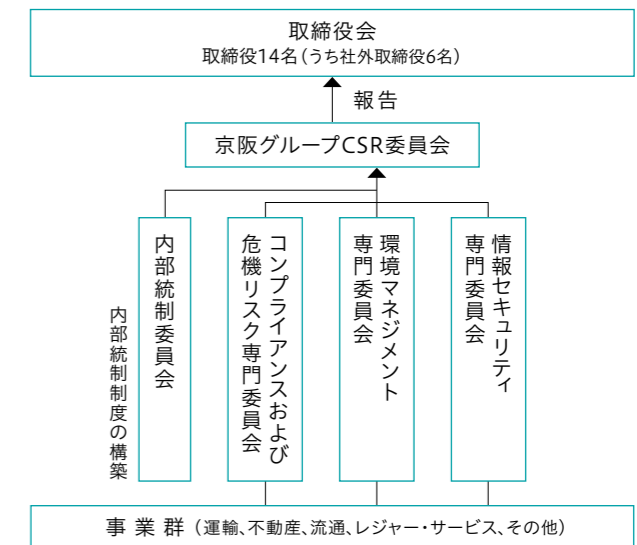 取締役会
取締役14名（うち社外取締役6名）
報告
京阪グループCSR委員会
内部統制制度の構築
内部統制委員会
コンプライアンスおよび
危機リスク専門委員会
環境マネジメント
専門委員会
情報セキュリティ
専門委員会
事業群（運輸、不動産、流通、レジャー・サービス、その他）